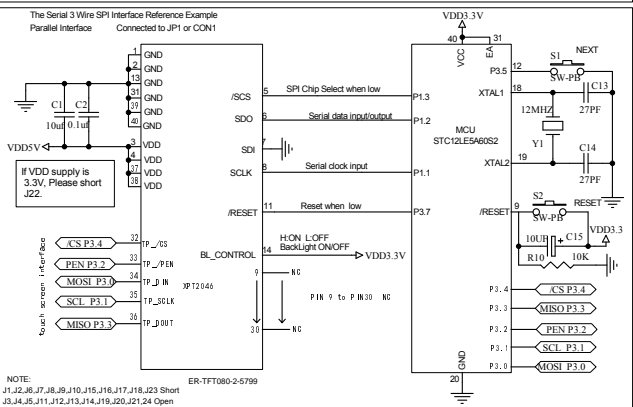 The Serial 3 Wire SPI Interface Reference Example
Parallel Interface Connected to JP1 or CON1
VDD3.3V
40
31
VCC
EA
1 GND
2 GND
13 GND
31 GND
39 GND
40 GND
C1
C2
10uf
0.1uf
VDD5V
3 VDD
4 VDD
37 VDD
38 VDD
If VDD supply is
3.3V, Please short
J22.
/SCS 5 SPI Chip Select when low P1.3
SDO 6 Serial data input/output P1.2
SDI 7
SCLK 8 Serial clock input P1.1
/RESET 11 Reset when low P3.7
BL_CONTROL 14 H:ON L:OFF
BackLight ON/OFF
VDD3.3V
9 NC
PIN 9 to PIN30 NC
30 NC
touch screen interface
/CS P3.4 32 TP_/CS
PEN P3.2 33 TP_/PEN
MOSI P3.0 34 TP_DIN
SCL P3.1 35 TP_SCLK
MISO P3.3 36 TP_DOUT
XPT2046
ER-TFT080-2-5799
MCU
STC12LE5A60S2
P3.5 12
S1 NEXT
SW-PB
XTAL1 18
C13
27PF
12MHZ
Y1
XTAL2 19
C14
27PF
S2 RESET
/RESET 9
SW-PB
VDD3.3
10UF C15
R10 10K
P3.4 /CS P3.4
P3.3 MISO P3.3
P3.2 PEN P3.2
P3.1 SCL P3.1
P3.0 MOSI P3.0
GND
20
NOTE:
J1,J2,J6,J7,J8,J9,J10,J15,J16,J17,J18,J23 Short
J3,J4,J5,J11,J12,J13,J14,J19,J20,J21,24 Open